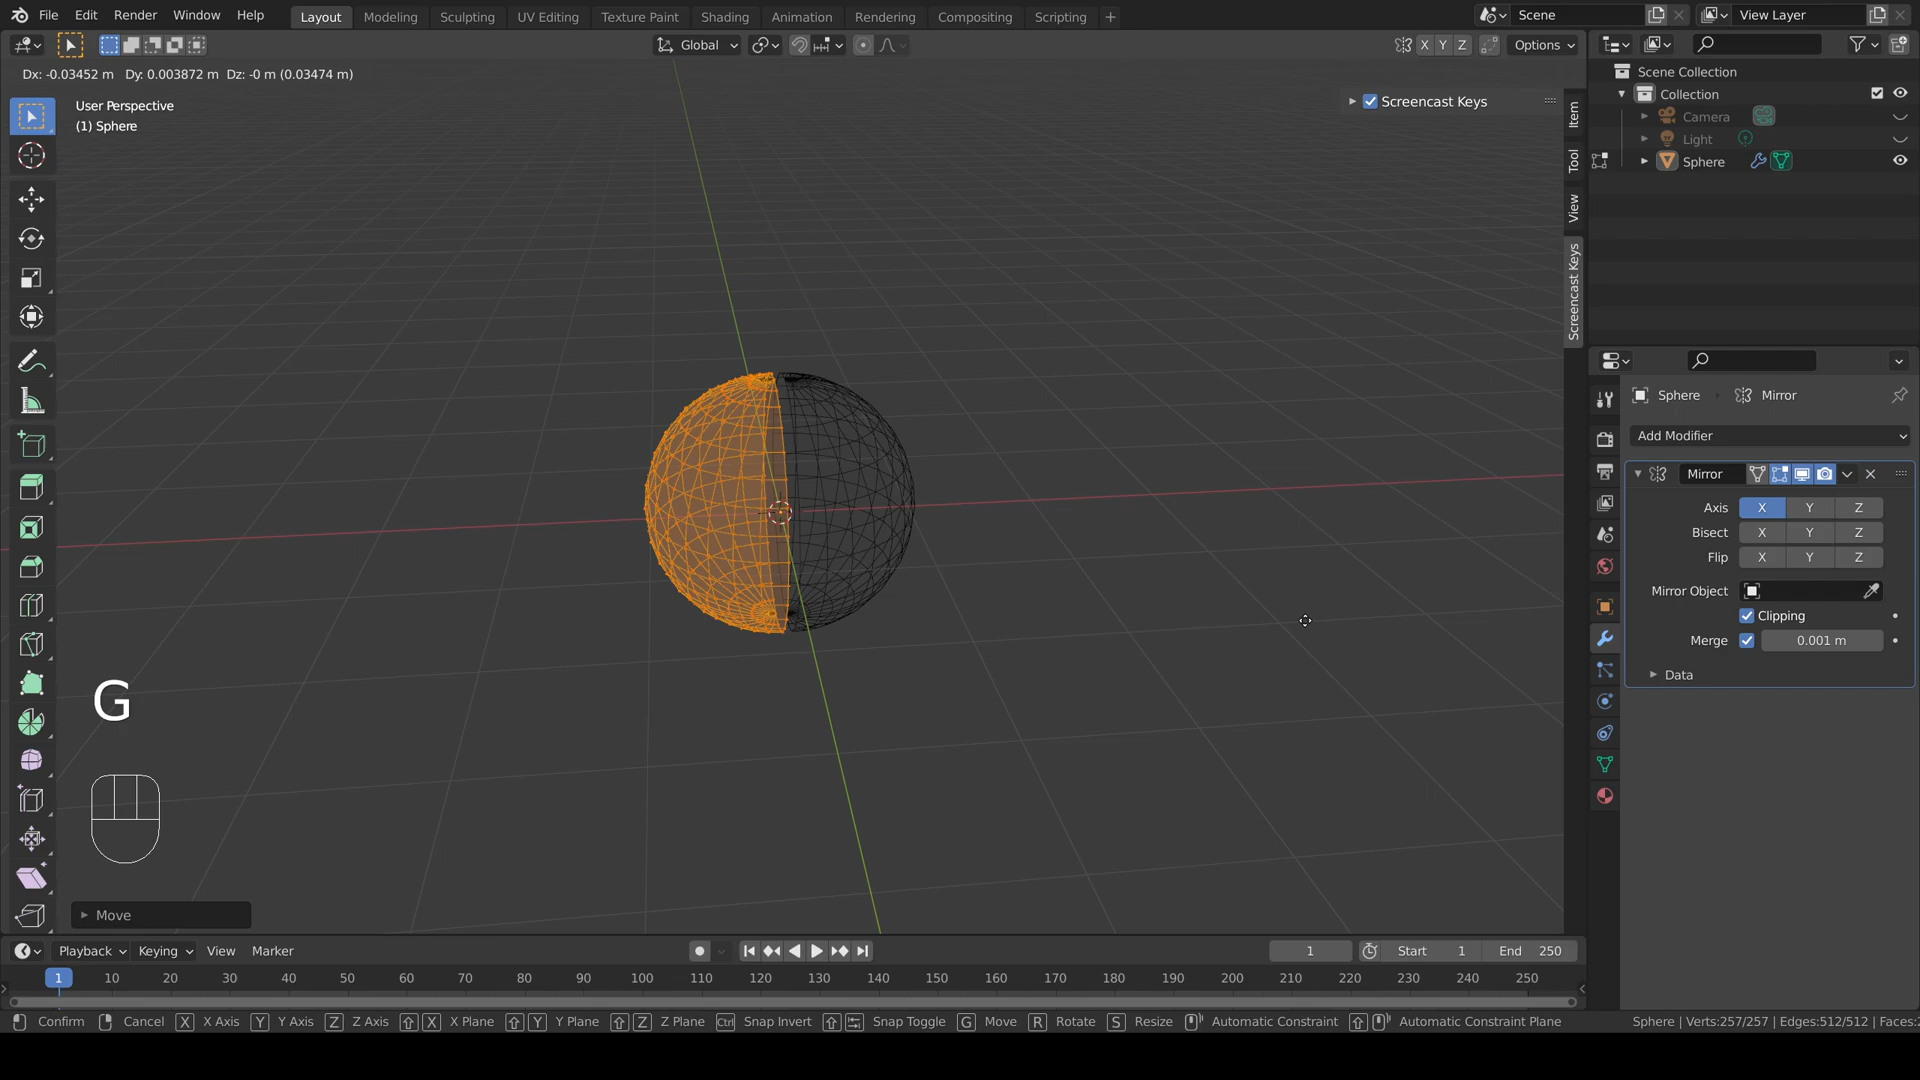 File Edit Render Window Help Layout Modeling Sculpting UV Editing Texture Paint Shading Animation Rendering Compositing Scripting + Scene View Layer
Global X Y Z Options
Dx: -0.03452 m Dy: 0.003872 m Dz: -0 m (0.03474 m)
User Perspective
(1) Sphere
Screencast Keys
Item
Tool
View
Screencast Keys
Scene Collection
Collection
Camera
Light
Sphere
Sphere Mirror
Add Modifier
Mirror
Axis X Y Z
Bisect X Y Z
Flip X Y Z
Mirror Object
Clipping
Merge 0.001 m
Data
G
Move
Playback Keying View Marker 1 Start 1 End 250
1 10 20 30 40 50 60 70 80 90 100 110 120 130 140 150 160 170 180 190 200 210 220 230 240 250
Confirm Cancel X X Axis Y Y Axis Z Z Axis X X Plane Y Y Plane Z Z Plane Ctrl Snap Invert Snap Toggle G Move R Rotate S Resize Automatic Constraint Automatic Constraint Plane Sphere | Verts:257/257 | Edges:512/512 | Faces: